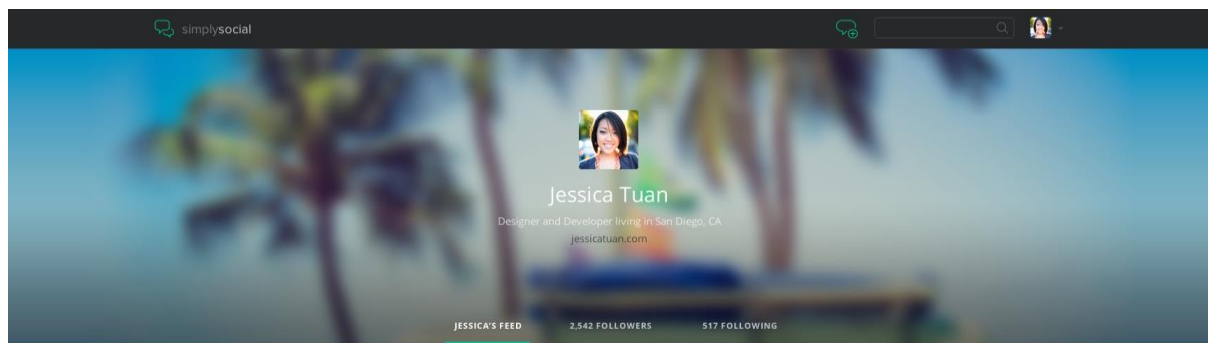 simplysocial
Jessica Tuan
Designer and Developer living in San Diego, CA
jessicatuan.com
JESSICA'S FEED 2,542 FOLLOWERS 517 FOLLOWING